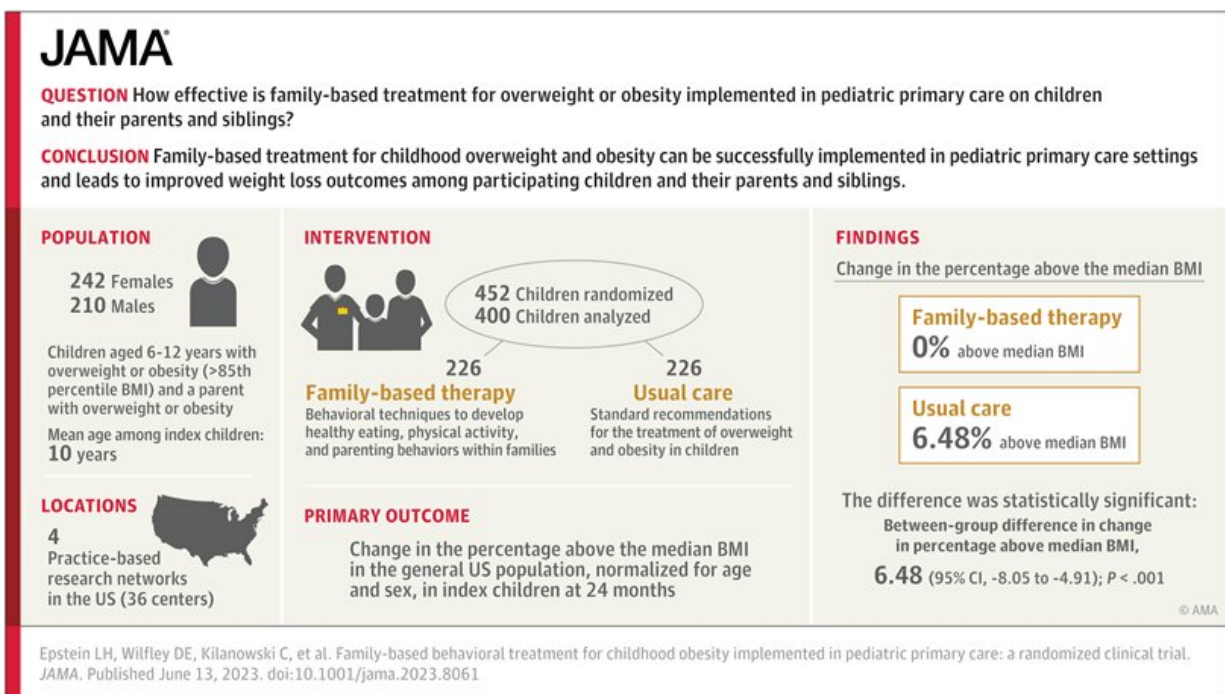 JAMA
QUESTION How effective is family-based treatment for overweight or obesity implemented in pediatric primary care on children
and their parents and siblings?
CONCLUSION Family-based treatment for childhood overweight and obesity can be successfully implemented in pediatric primary care settings
and leads to improved weight loss outcomes among participating children and their parents and siblings.
POPULATION
242 Females
210 Males
Children aged 6-12 years with
overweight or obesity (>85th
percentile BMI) and a parent
with overweight or obesity
Mean age among index children:
10 years
LOCATIONS
4
Practice-based
research networks
in the US (36 centers)
INTERVENTION
452 Children randomized
400 Children analyzed
226
Family-based therapy
Behavioral techniques to develop
healthy eating, physical activity,
and parenting behaviors within families
226
Usual care
Standard recommendations
for the treatment of overweight
and obesity in children
PRIMARY OUTCOME
Change in the percentage above the median BMI
in the general US population, normalized for age
and sex, in index children at 24 months
FINDINGS
Change in the percentage above the median BMI
Family-based therapy
0% above median BMI
Usual care
6.48% above median BMI
The difference was statistically significant:
Between-group difference in change
in percentage above median BMI,
6.48 (95% CI, -8.05 to -4.91); P < .001
© AMA
Epstein LH, Wilfley DE, Kilanowski C, et al. Family-based behavioral treatment for childhood obesity implemented in pediatric primary care: a randomized clinical trial.
JAMA. Published June 13, 2023. doi:10.1001/jama.2023.8061